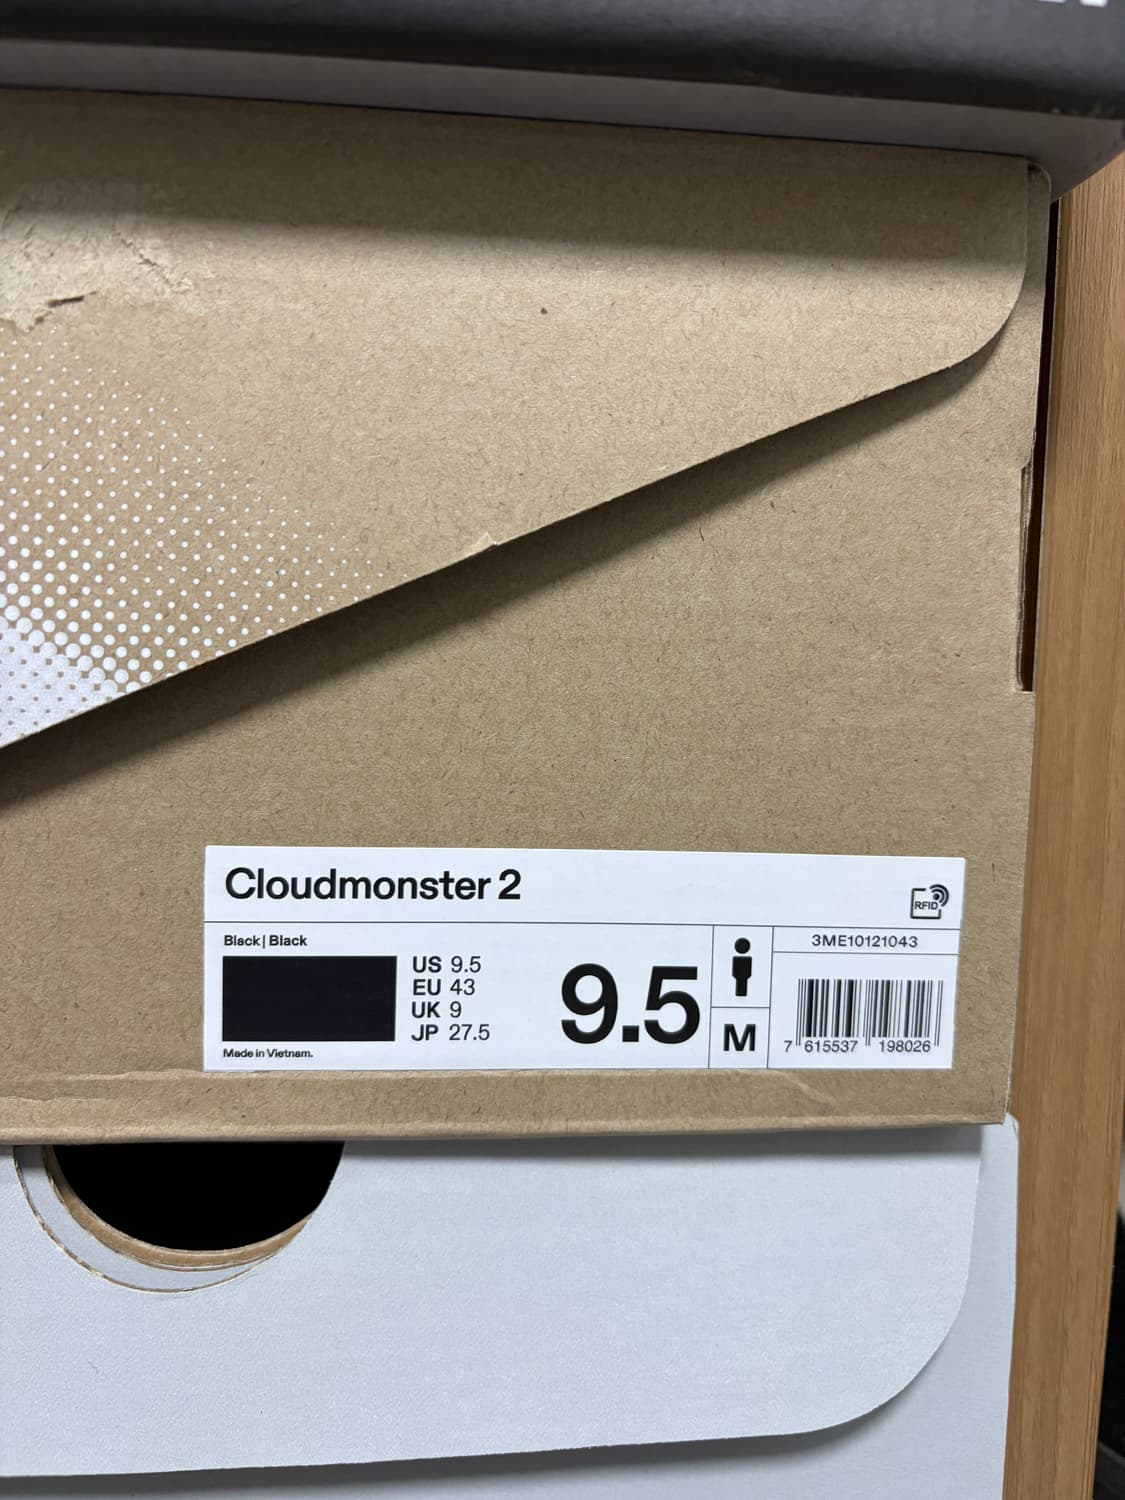 Cloudmonster 2
RFID
Black | Black
US 9.5
EU 43
UK 9
JP 27.5
Made in Vietnam.
9.5
M
3ME10121043
7 615537 198026